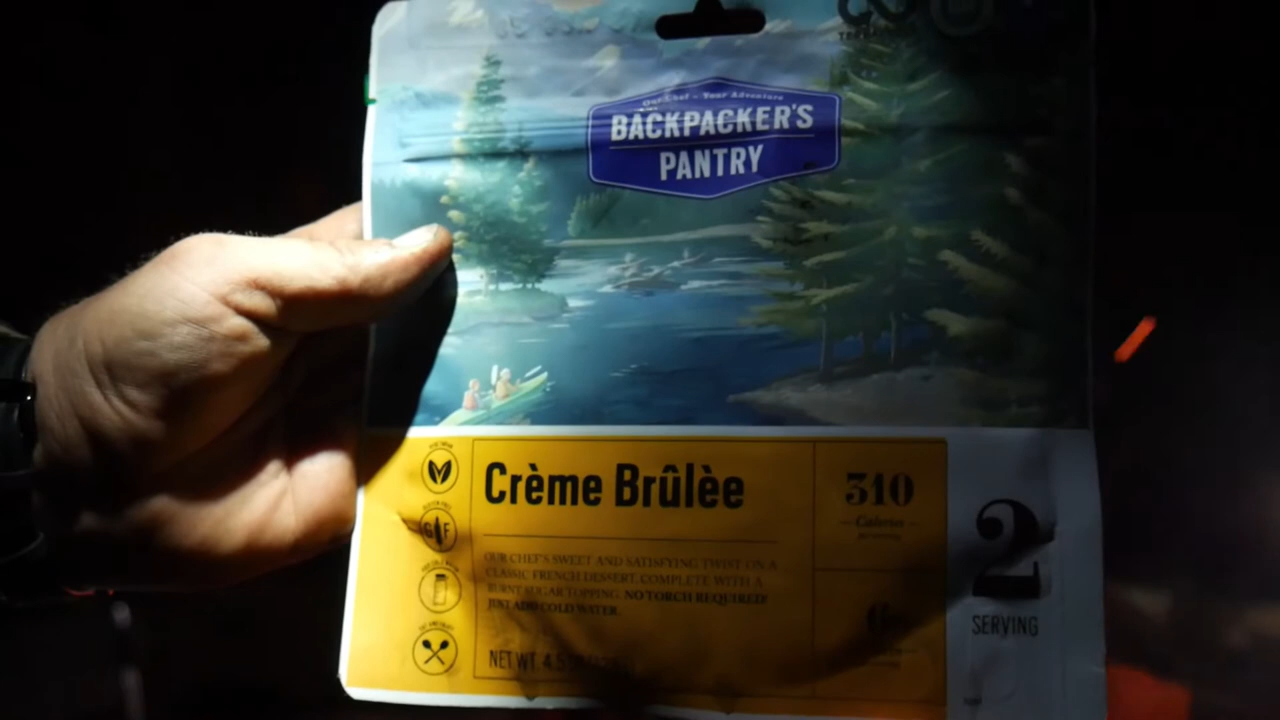 Our Chef - Your Adventure
BACKPACKER'S
PANTRY
Crème Brûlèe
310
Calories
GF
OUR CHEF'S SWEET AND SATISFYING TWIST ON A
CLASSIC FRENCH DESSERT, COMPLETE WITH A
BURNT SUGAR TOPPING. NO TORCH REQUIRED!
JUST ADD COLD WATER.
NET WT. 4.5
2
SERVING